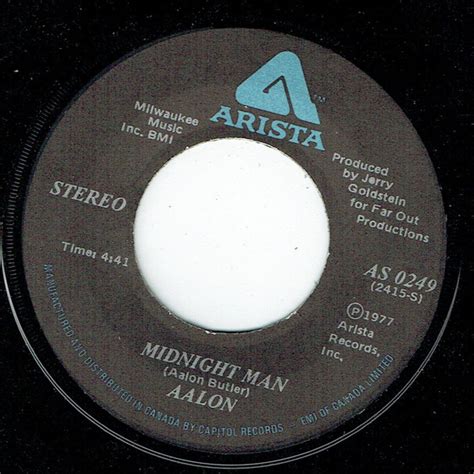 ARISTA™
Milwaukee
Music
Inc. BMI
Produced
by Jerry
Goldstein
for Far Out
Productions
STEREO
Time: 4:41
AS 0249
(2415-S)
Ⓟ 1977
Arista
Records,
Inc.
MIDNIGHT MAN
(Aalon Butler)
AALON
MANUFACTURED AND DISTRIBUTED IN CANADA BY CAPITOL RECORDS - EMI OF CANADA LIMITED